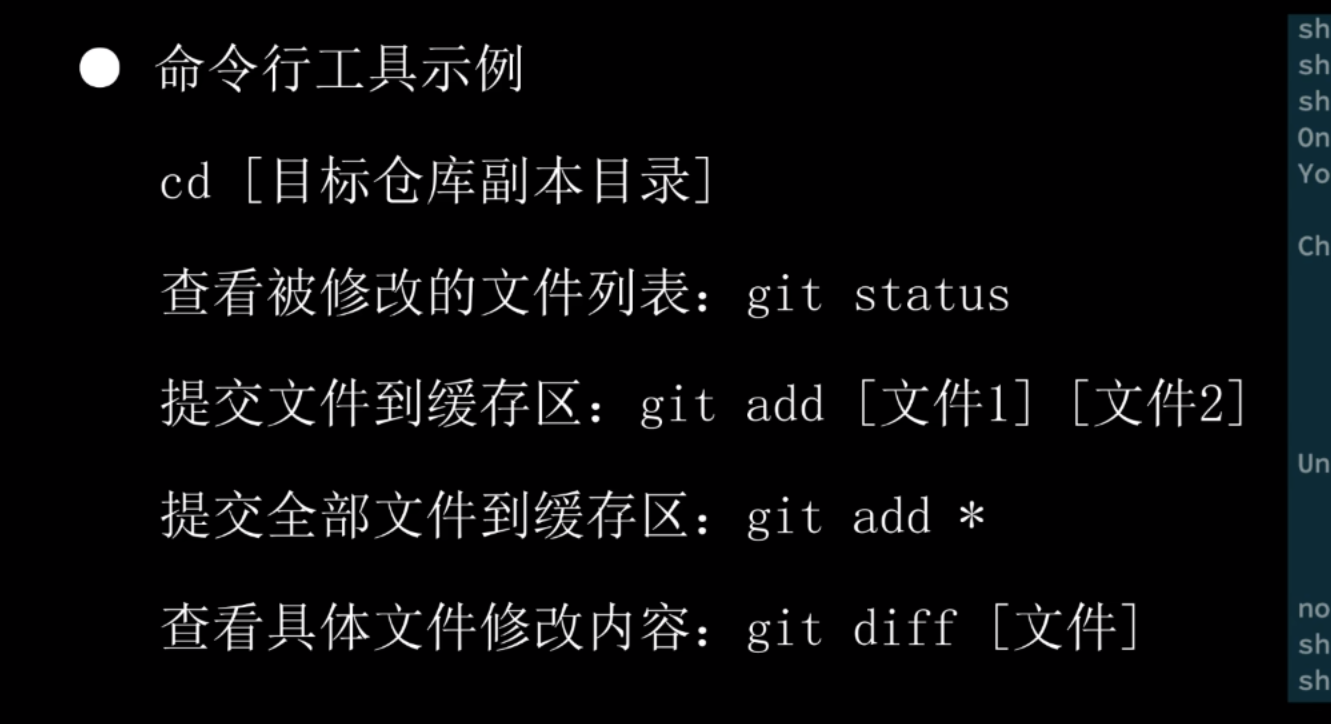 ● 命令行工具示例
cd [目标仓库副本目录]
查看被修改的文件列表：git status
提交文件到缓存区：git add [文件1] [文件2]
提交全部文件到缓存区：git add *
查看具体文件修改内容：git diff [文件]
sh
sh
sh
On
Yo
Ch
Un
no
sh
sh